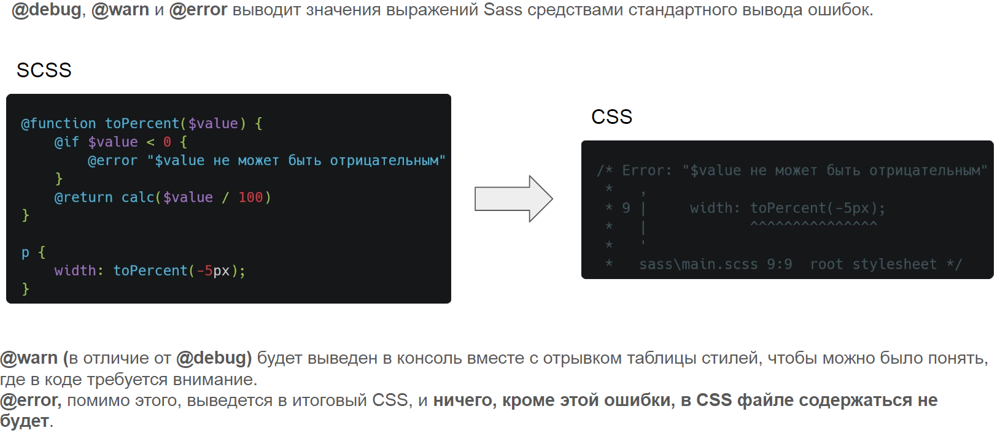 @debug, @warn и @error выводит значения выражений Sass средствами стандартного вывода ошибок.
SCSS
@function toPercent($value) {
    @if $value < 0 {
        @error "$value не может быть отрицательным"
    }
    @return calc($value / 100)
}
p {
    width: toPercent(-5px);
}
CSS
/* Error: "$value не может быть отрицательным"
 *   ,
 * 9 |     width: toPercent(-5px);
 *   |            ^^^^^^^^^^^^^^^
 *   '
 *   sass\main.scss 9:9  root stylesheet */
@warn (в отличие от @debug) будет выведен в консоль вместе с отрывком таблицы стилей, чтобы можно было понять,
где в коде требуется внимание.
@error, помимо этого, выведется в итоговый CSS, и ничего, кроме этой ошибки, в CSS файле содержаться не
будет.